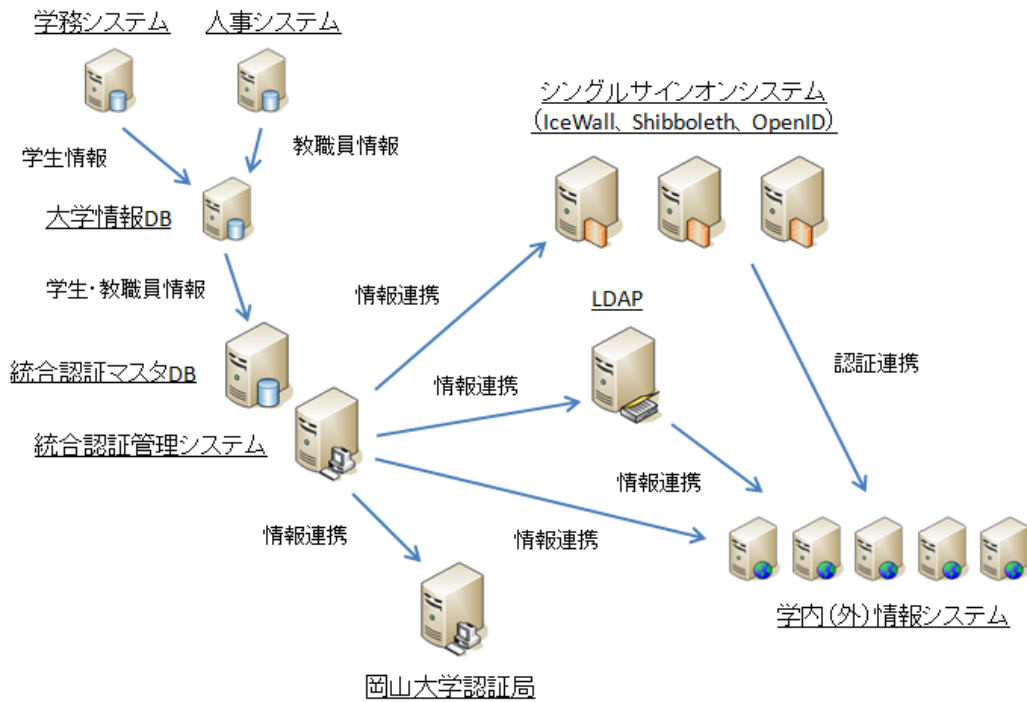 学務システム
人事システム
シングルサインオンシステム
(IceWall、Shibboleth、OpenID)
学生情報
教職員情報
大学情報DB
学生・教職員情報
情報連携
LDAP
統合認証マスタDB
情報連携
認証連携
統合認証管理システム
情報連携
情報連携
情報連携
学内(外)情報システム
岡山大学認証局